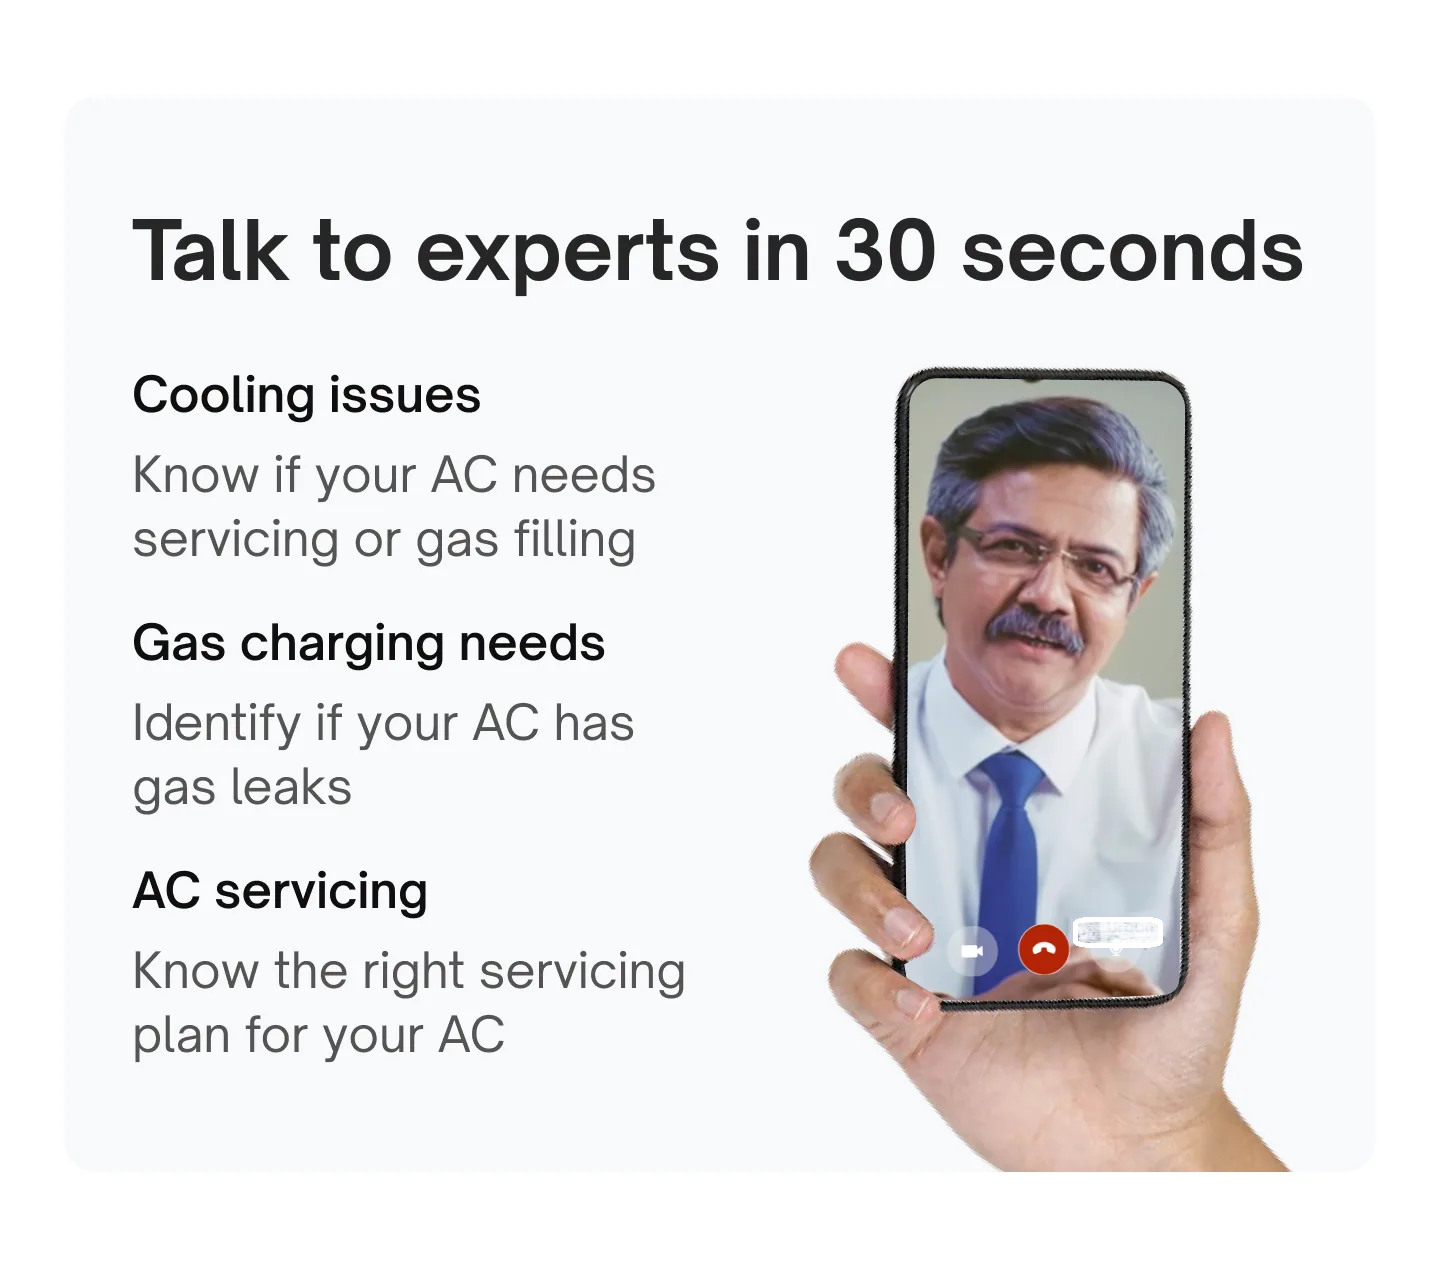 Talk to experts in 30 seconds
Cooling issues
Know if your AC needs
servicing or gas filling
Gas charging needs
Identify if your AC has
gas leaks
AC servicing
Know the right servicing
plan for your AC